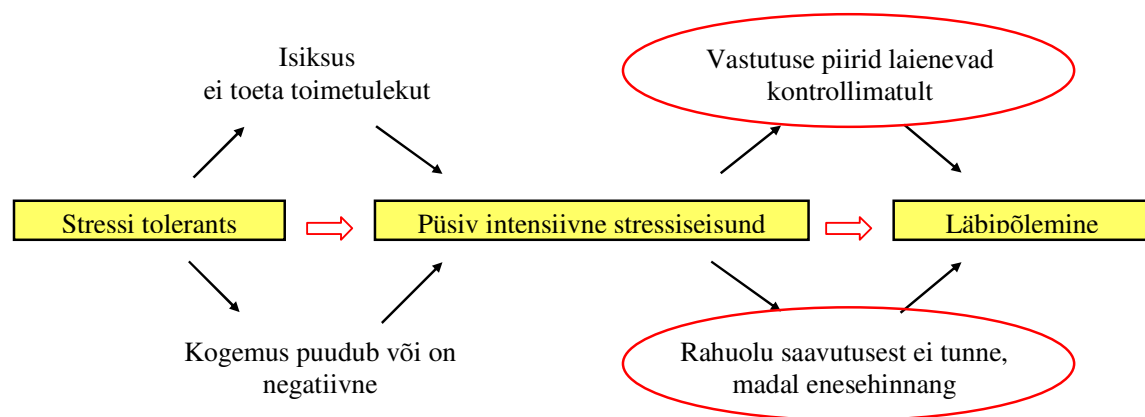 Isiksus
ei toeta toimetulekut
Vastutuse piirid laienevad
kontrollimatult
Stressi tolerants
Püsiv intensiivne stressiseisund
Läbipõlemine
Kogemus puudub või on
negatiivne
Rahuolu saavutusest ei tunne,
madal enesehinnang